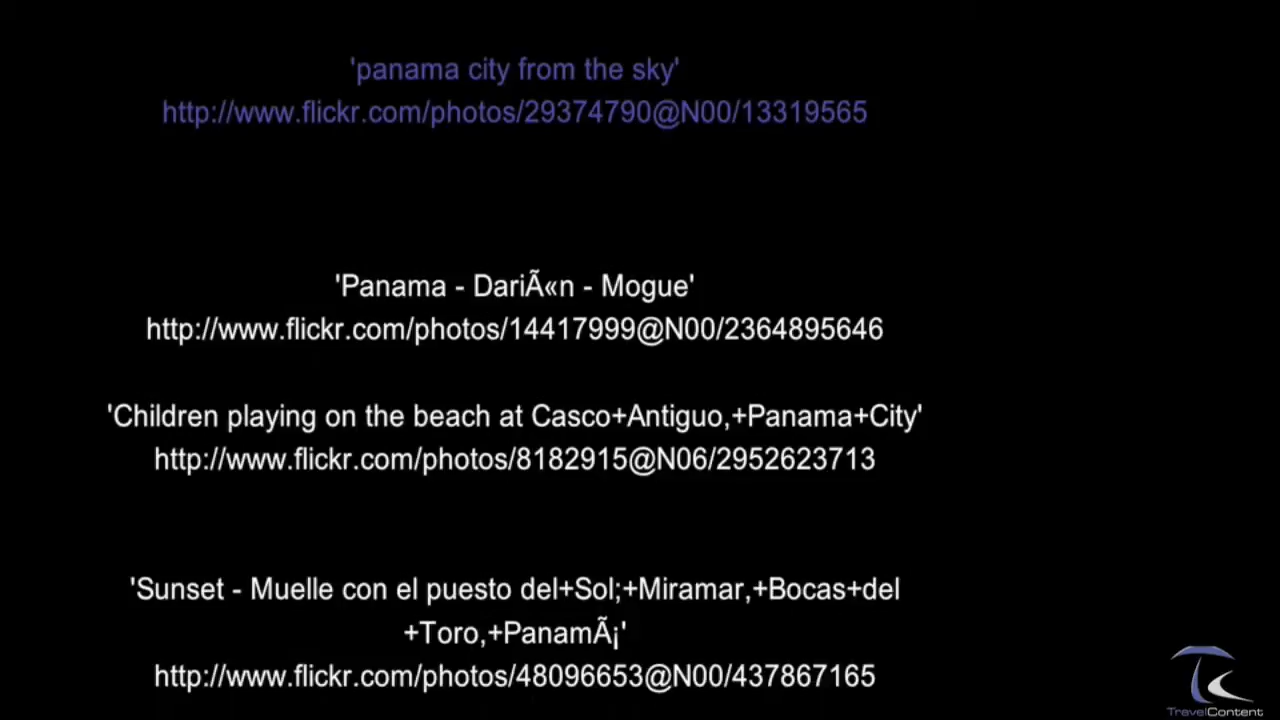 'panama city from the sky'
http://www.flickr.com/photos/29374790@N00/13319565
'Panama - DariÃ«n - Mogue'
http://www.flickr.com/photos/14417999@N00/2364895646
'Children playing on the beach at Casco+Antiguo,+Panama+City'
http://www.flickr.com/photos/8182915@N06/2952623713
'Sunset - Muelle con el puesto del+Sol;+Miramar,+Bocas+del
+Toro,+PanamÃ¡'
http://www.flickr.com/photos/48096653@N00/437867165
TravelContent